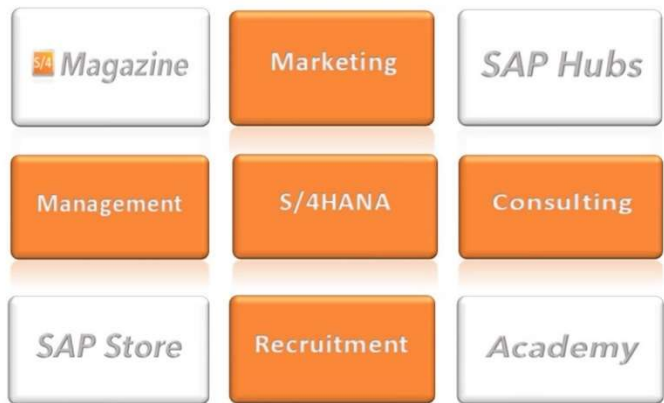 S/4 Magazine
Marketing
SAP Hubs
Management
S/4HANA
Consulting
SAP Store
Recruitment
Academy